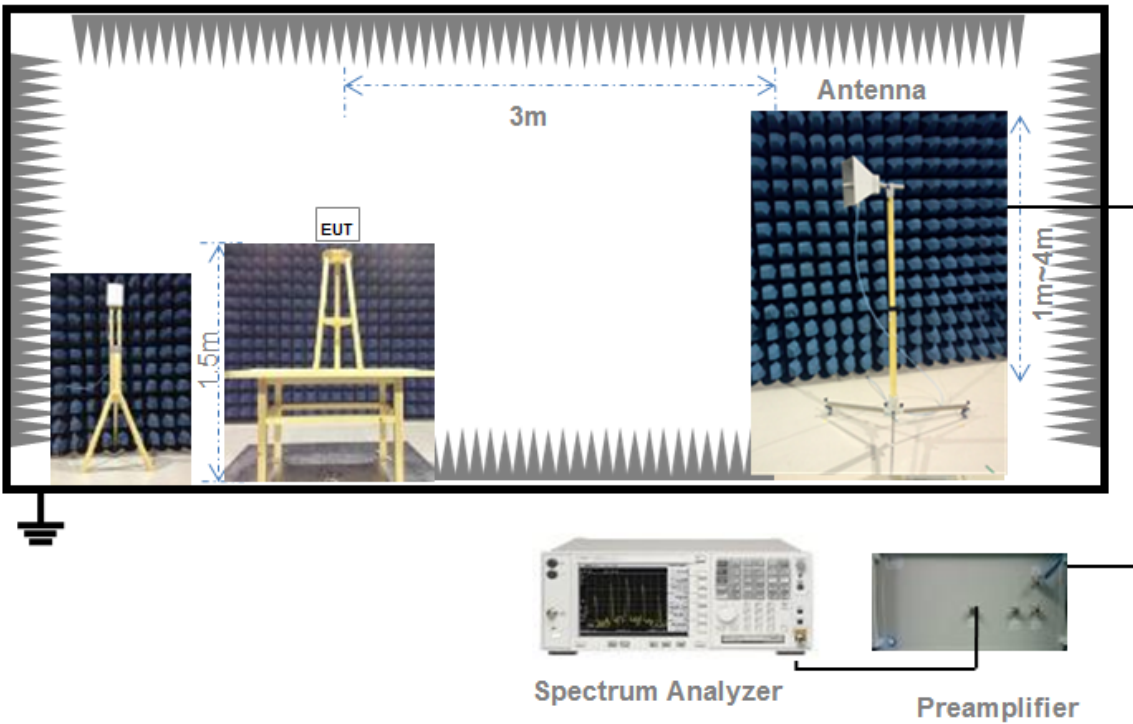 Antenna
3m
EUT
1.5m
1m~4m
Spectrum Analyzer
Preamplifier